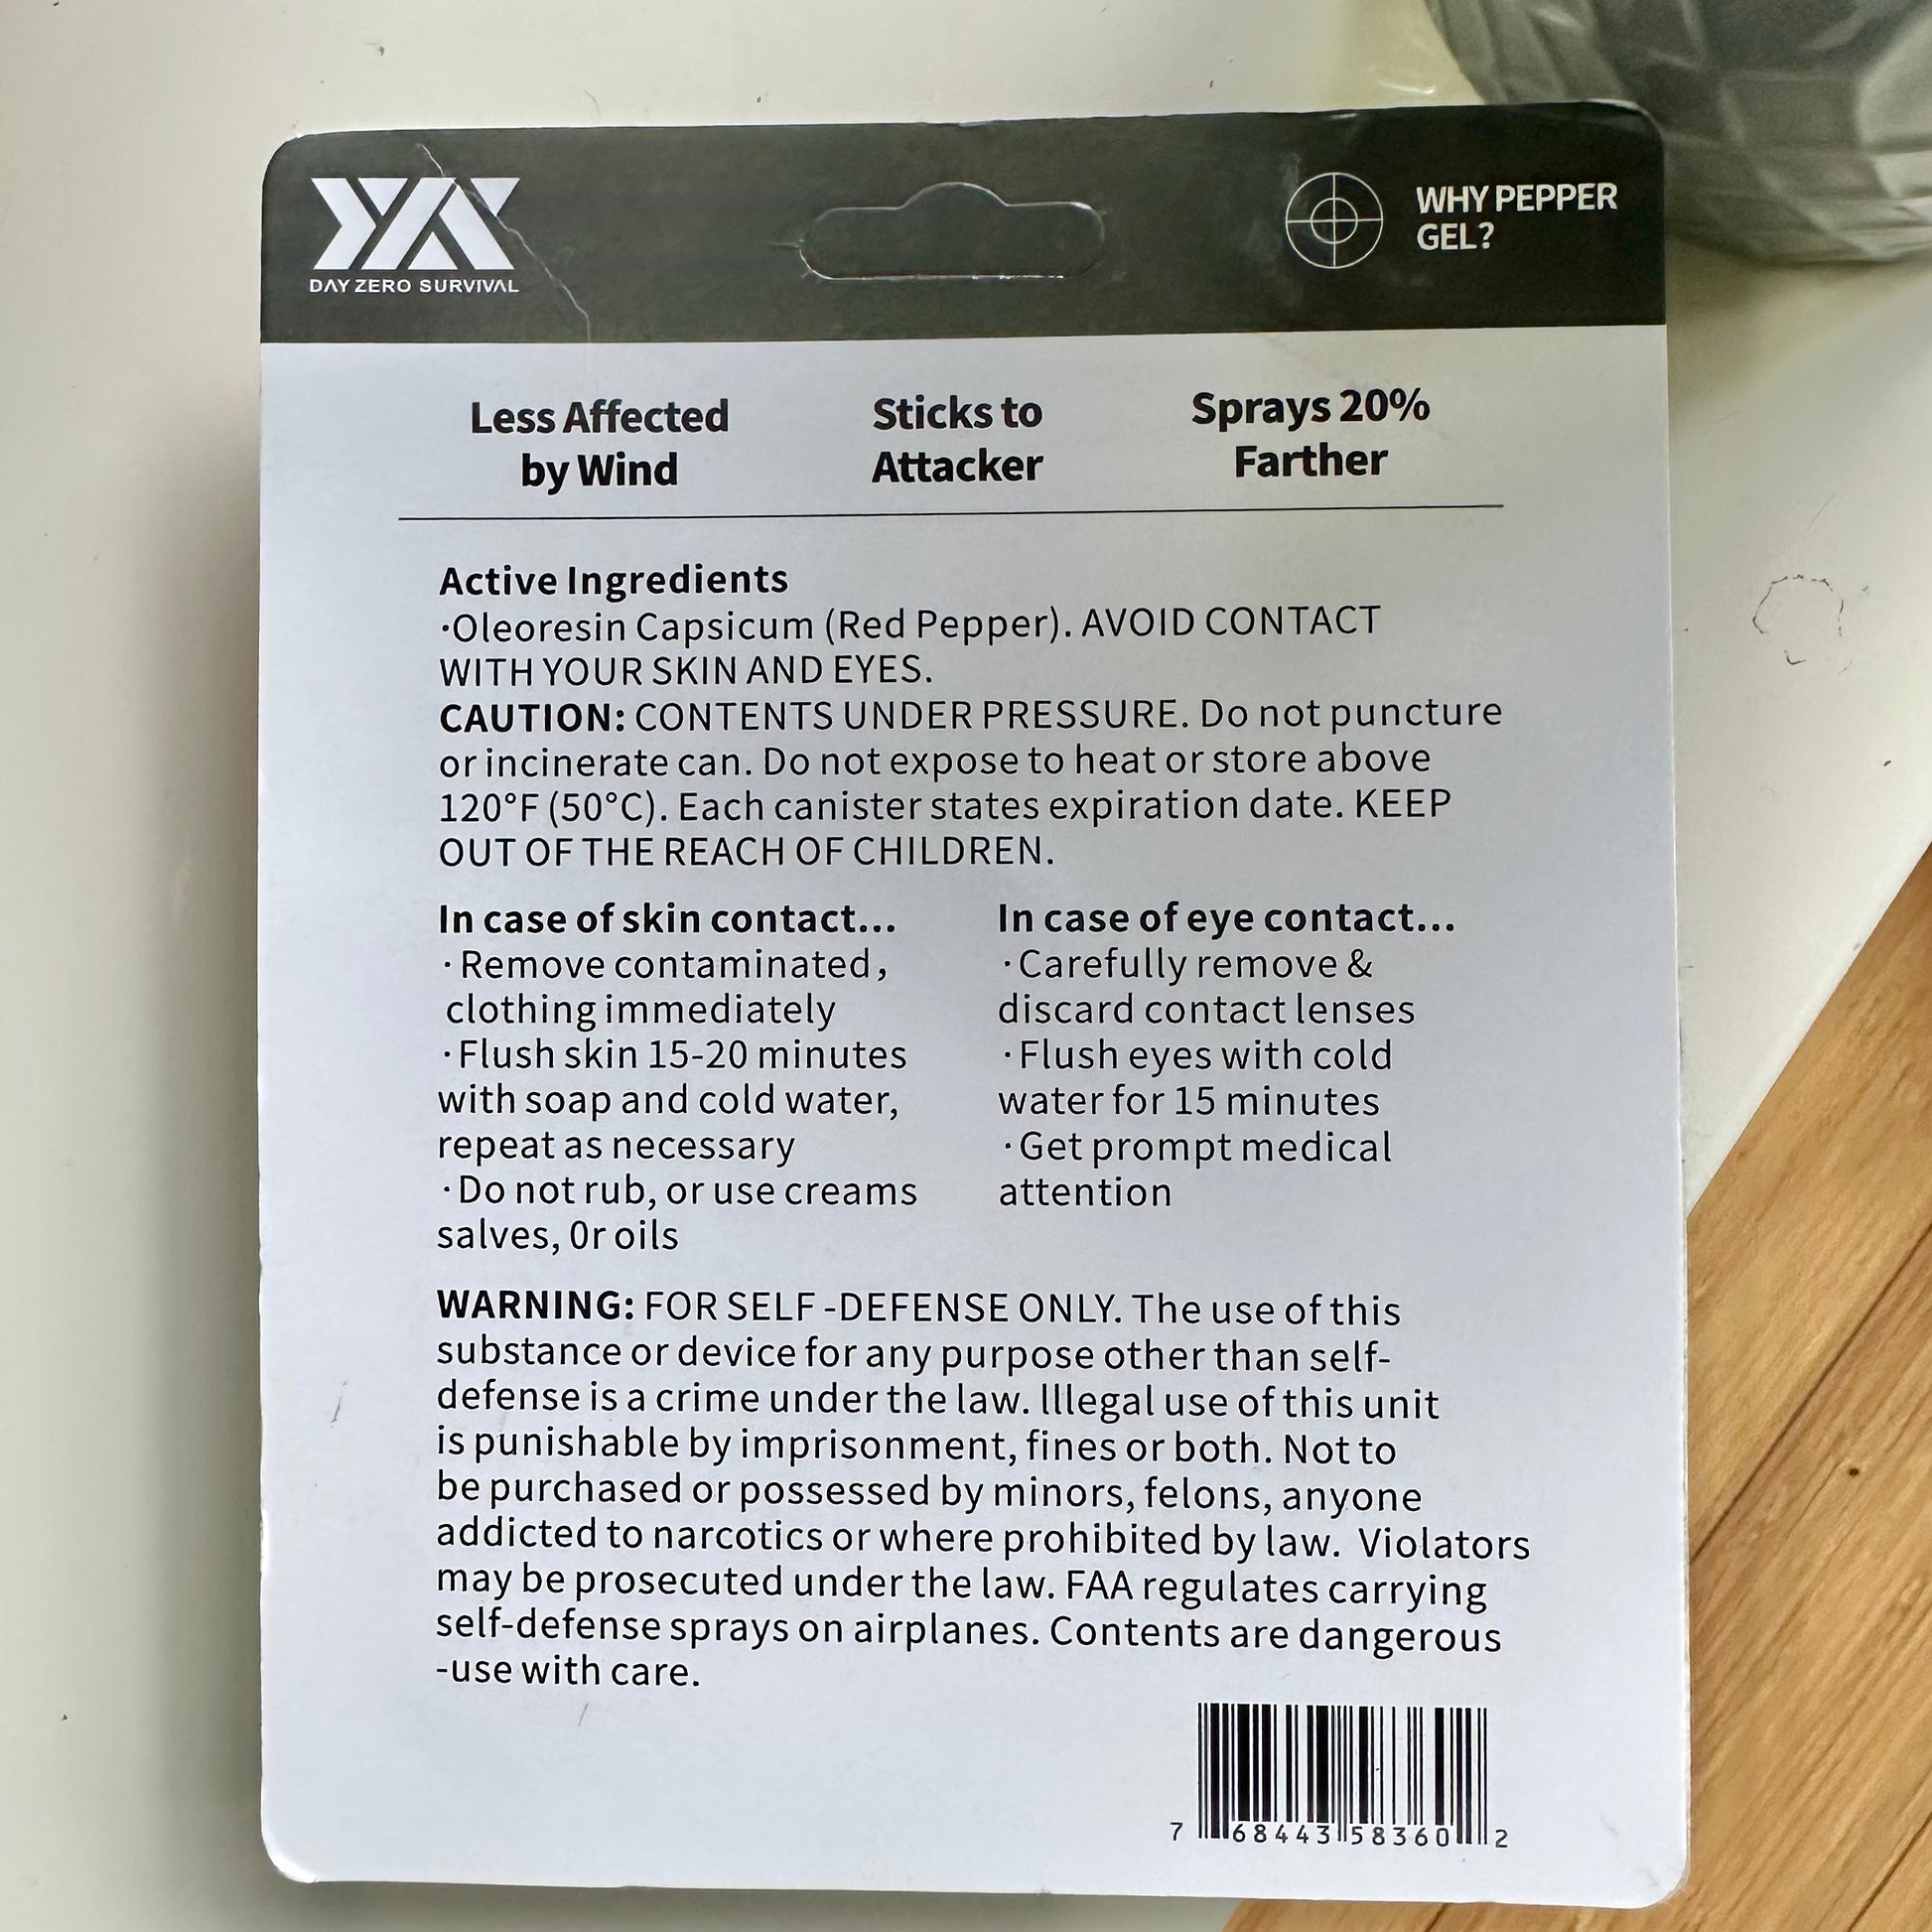 DAY ZERO SURVIVAL
WHY PEPPER
GEL?
Less Affected
by Wind
Sticks to
Attacker
Sprays 20%
Farther
Active Ingredients
·Oleoresin Capsicum (Red Pepper). AVOID CONTACT
WITH YOUR SKIN AND EYES.
CAUTION: CONTENTS UNDER PRESSURE. Do not puncture
or incinerate can. Do not expose to heat or store above
120°F (50°C). Each canister states expiration date. KEEP
OUT OF THE REACH OF CHILDREN.
In case of skin contact...
· Remove contaminated,
clothing immediately
· Flush skin 15-20 minutes
with soap and cold water,
repeat as necessary
· Do not rub, or use creams
salves, 0r oils
In case of eye contact...
· Carefully remove &
discard contact lenses
· Flush eyes with cold
water for 15 minutes
· Get prompt medical
attention
WARNING: FOR SELF -DEFENSE ONLY. The use of this
substance or device for any purpose other than self-
defense is a crime under the law. lllegal use of this unit
is punishable by imprisonment, fines or both. Not to
be purchased or possessed by minors, felons, anyone
addicted to narcotics or where prohibited by law. Violators
may be prosecuted under the law. FAA regulates carrying
self-defense sprays on airplanes. Contents are dangerous
-use with care.
7 68443 58360 2